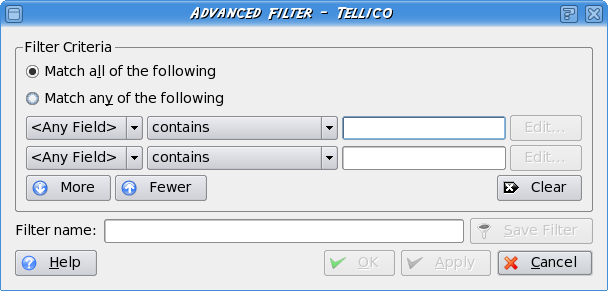 Advanced Filter - Tellico
Filter Criteria
Match all of the following
Match any of the following
<Any Field> contains Edit...
<Any Field> contains Edit...
More Fewer Clear
Filter name: Save Filter
Help OK Apply Cancel